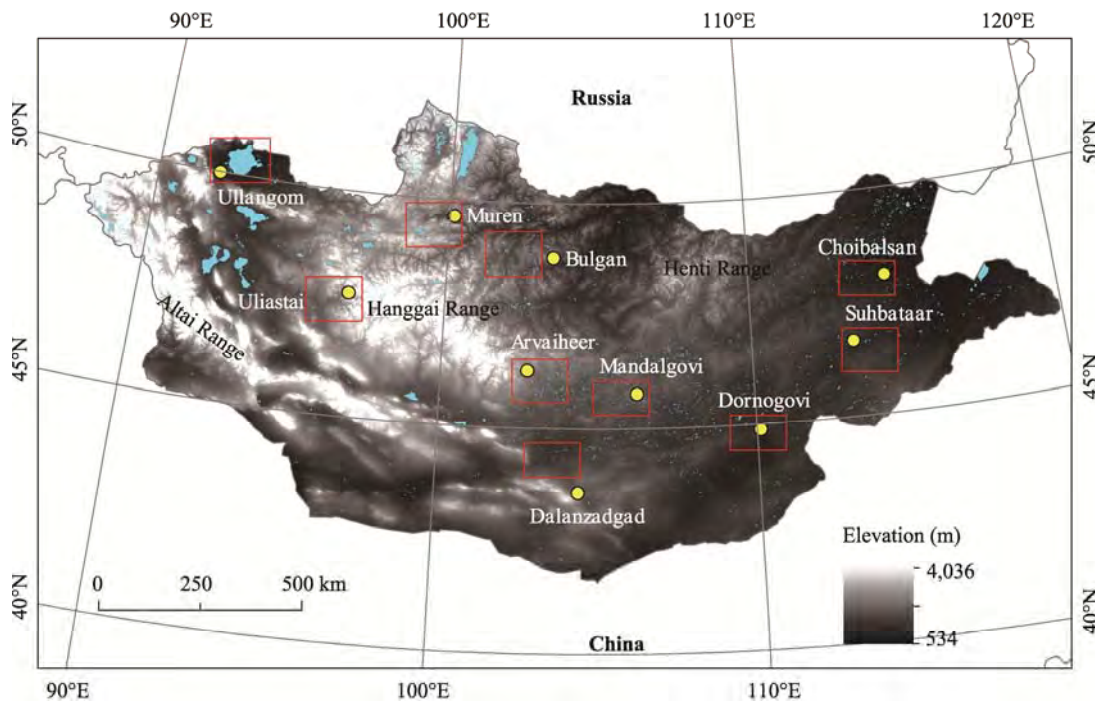 90°E
100°E
110°E
120°E
50°N
50°N
Russia
Ullangom
Muren
Bulgan
Henti Range
Choibalsan
Uliastai
Hanggai Range
Altai Range
Suhbataar
Arvaiheer
Mandalgovi
45°N
45°N
Dornogovi
Dalanzadgad
Elevation (m)
0 250 500 km
4,036
534
40°N
40°N
China
90°E
100°E
110°E